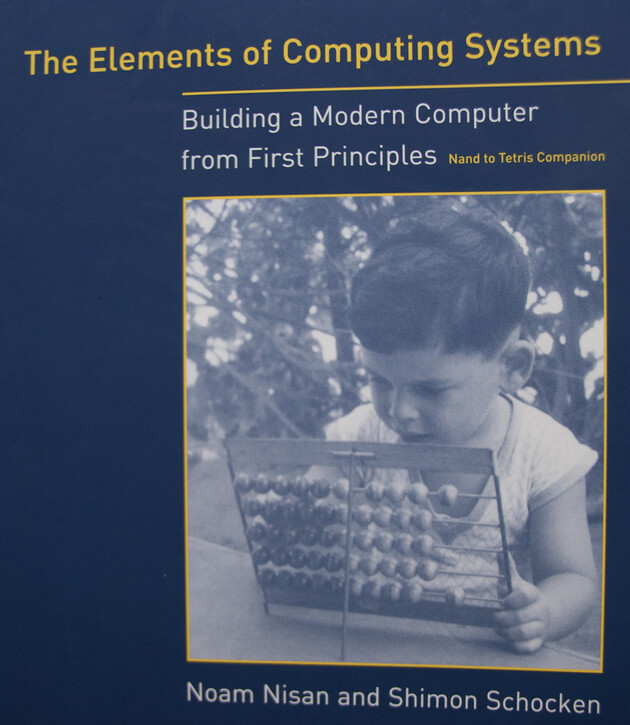 The Elements of Computing Systems
Building a Modern Computer
from First Principles Nand to Tetris Companion
Noam Nisan and Shimon Schocken